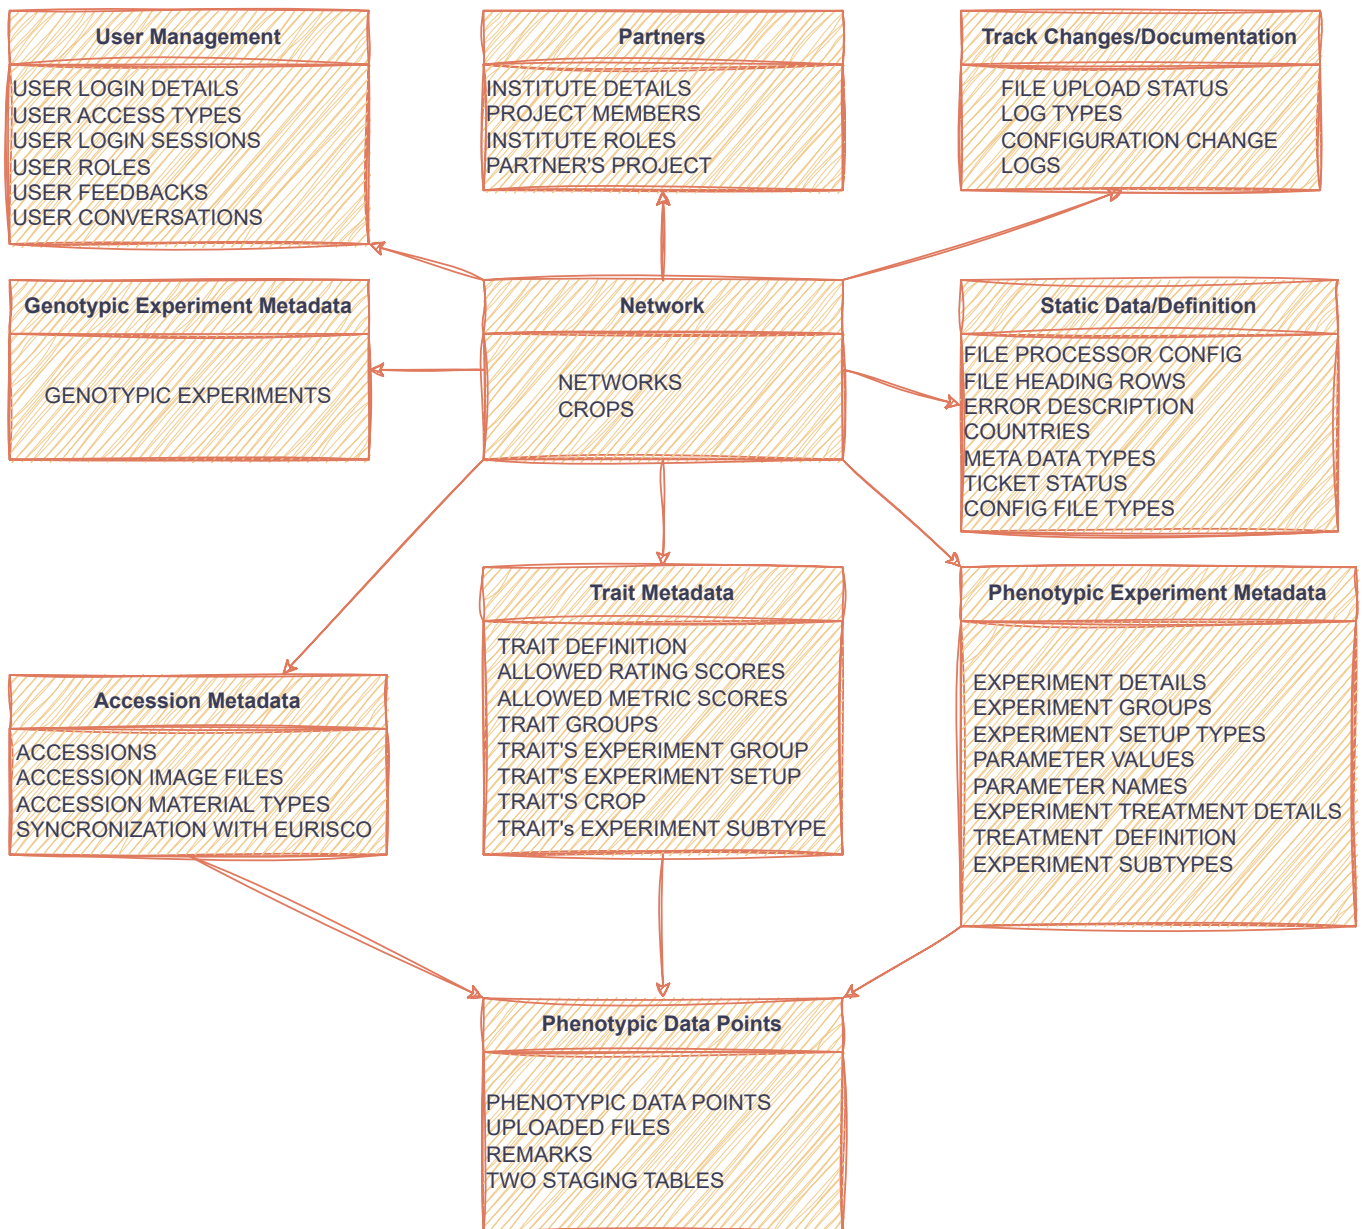 User Management
USER LOGIN DETAILS
USER ACCESS TYPES
USER LOGIN SESSIONS
USER ROLES
USER FEEDBACKS
USER CONVERSATIONS
Partners
INSTITUTE DETAILS
PROJECT MEMBERS
INSTITUTE ROLES
PARTNER'S PROJECT
Track Changes/Documentation
FILE UPLOAD STATUS
LOG TYPES
CONFIGURATION CHANGE
LOGS
Genotypic Experiment Metadata
GENOTYPIC EXPERIMENTS
Network
NETWORKS
CROPS
Static Data/Definition
FILE PROCESSOR CONFIG
FILE HEADING ROWS
ERROR DESCRIPTION
COUNTRIES
META DATA TYPES
TICKET STATUS
CONFIG FILE TYPES
Accession Metadata
ACCESSIONS
ACCESSION IMAGE FILES
ACCESSION MATERIAL TYPES
SYNCRONIZATION WITH EURISCO
Trait Metadata
TRAIT DEFINITION
ALLOWED RATING SCORES
ALLOWED METRIC SCORES
TRAIT GROUPS
TRAIT'S EXPERIMENT GROUP
TRAIT'S EXPERIMENT SETUP
TRAIT'S CROP
TRAIT's EXPERIMENT SUBTYPE
Phenotypic Experiment Metadata
EXPERIMENT DETAILS
EXPERIMENT GROUPS
EXPERIMENT SETUP TYPES
PARAMETER VALUES
PARAMETER NAMES
EXPERIMENT TREATMENT DETAILS
TREATMENT  DEFINITION
EXPERIMENT SUBTYPES
Phenotypic Data Points
PHENOTYPIC DATA POINTS
UPLOADED FILES
REMARKS
TWO STAGING TABLES